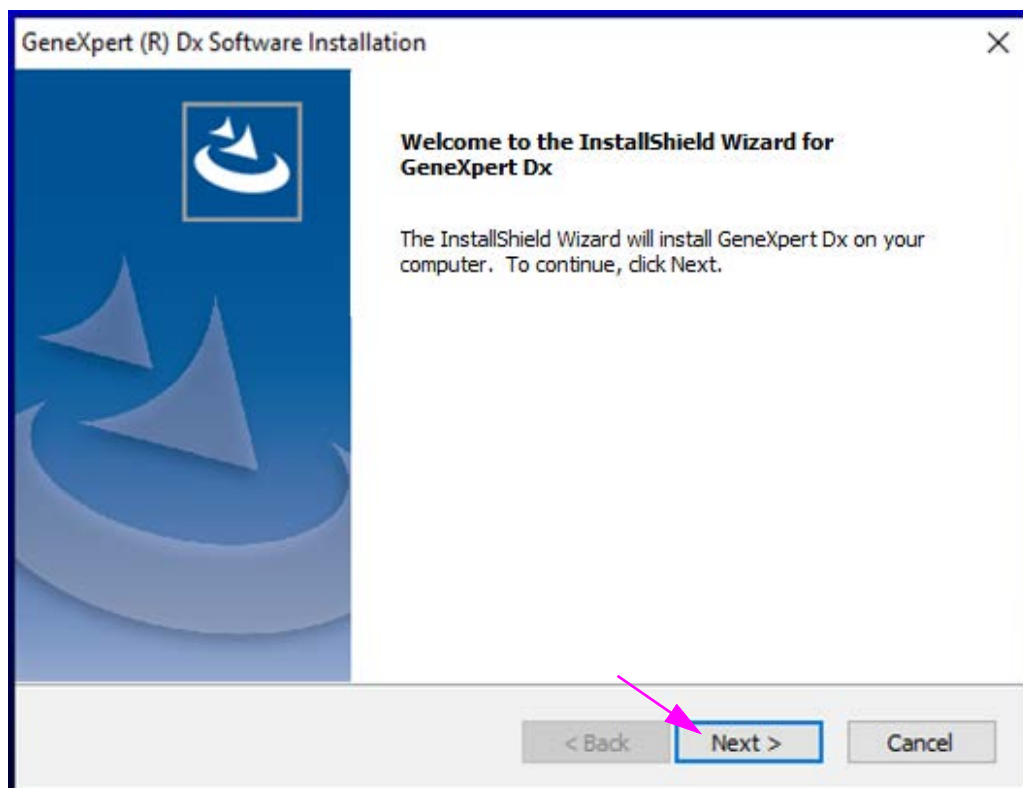 GeneXpert (R) Dx Software Installation
Welcome to the InstallShield Wizard for
GeneXpert Dx
The InstallShield Wizard will install GeneXpert Dx on your
computer. To continue, click Next.
< Back
Next >
Cancel